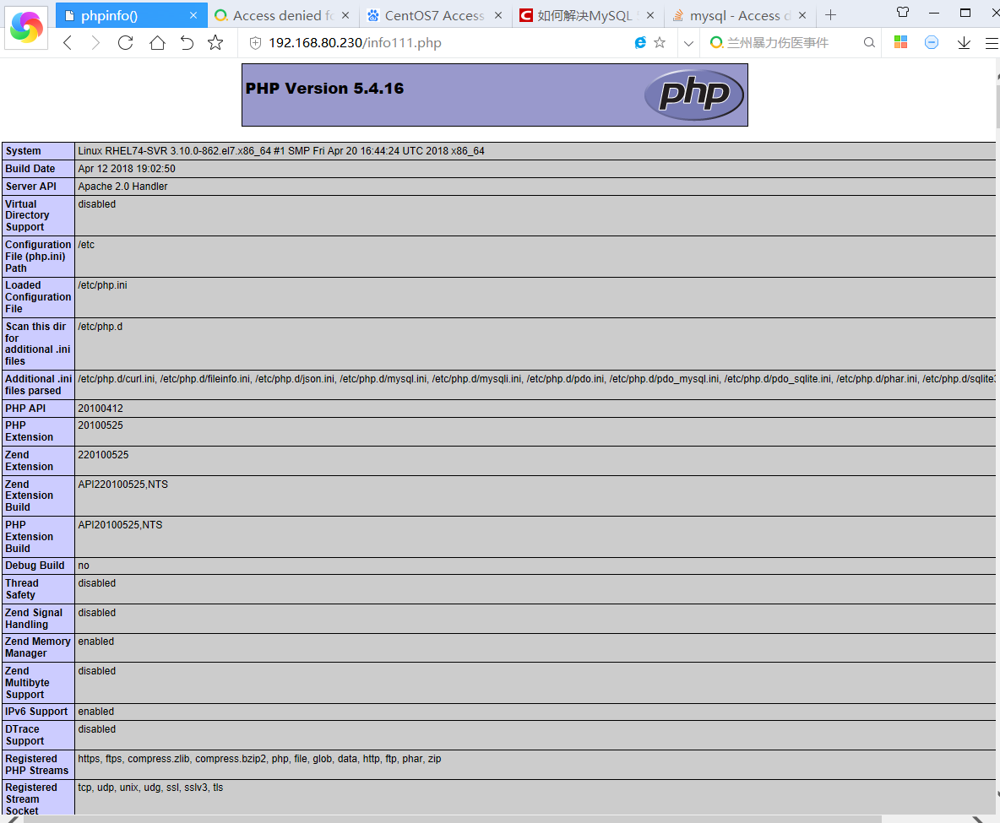 phpinfo()
Access denied fo
CentOS7 Access
如何解决MySQL
mysql - Access d
192.168.80.230/info111.php
兰州暴力伤医事件
PHP Version 5.4.16
php
System
Linux RHEL74-SVR 3.10.0-862.el7.x86_64 #1 SMP Fri Apr 20 16:44:24 UTC 2018 x86_64
Build Date
Apr 12 2018 19:02:50
Server API
Apache 2.0 Handler
Virtual
Directory
Support
disabled
Configuration
File (php.ini)
Path
/etc
Loaded
Configuration
File
/etc/php.ini
Scan this dir
for
additional .ini
files
/etc/php.d
Additional .ini
files parsed
/etc/php.d/curl.ini, /etc/php.d/fileinfo.ini, /etc/php.d/json.ini, /etc/php.d/mysql.ini, /etc/php.d/mysqli.ini, /etc/php.d/pdo.ini, /etc/php.d/pdo_mysql.ini, /etc/php.d/pdo_sqlite.ini, /etc/php.d/phar.ini, /etc/php.d/sqlite3
PHP API
20100412
PHP
Extension
20100525
Zend
Extension
220100525
Zend
Extension
Build
API220100525,NTS
PHP
Extension
Build
API20100525,NTS
Debug Build
no
Thread
Safety
disabled
Zend Signal
Handling
disabled
Zend Memory
Manager
enabled
Zend
Multibyte
Support
disabled
IPv6 Support
enabled
DTrace
Support
disabled
Registered
PHP Streams
https, ftps, compress.zlib, compress.bzip2, php, file, glob, data, http, ftp, phar, zip
Registered
Stream
Socket
tcp, udp, unix, udg, ssl, sslv3, tls